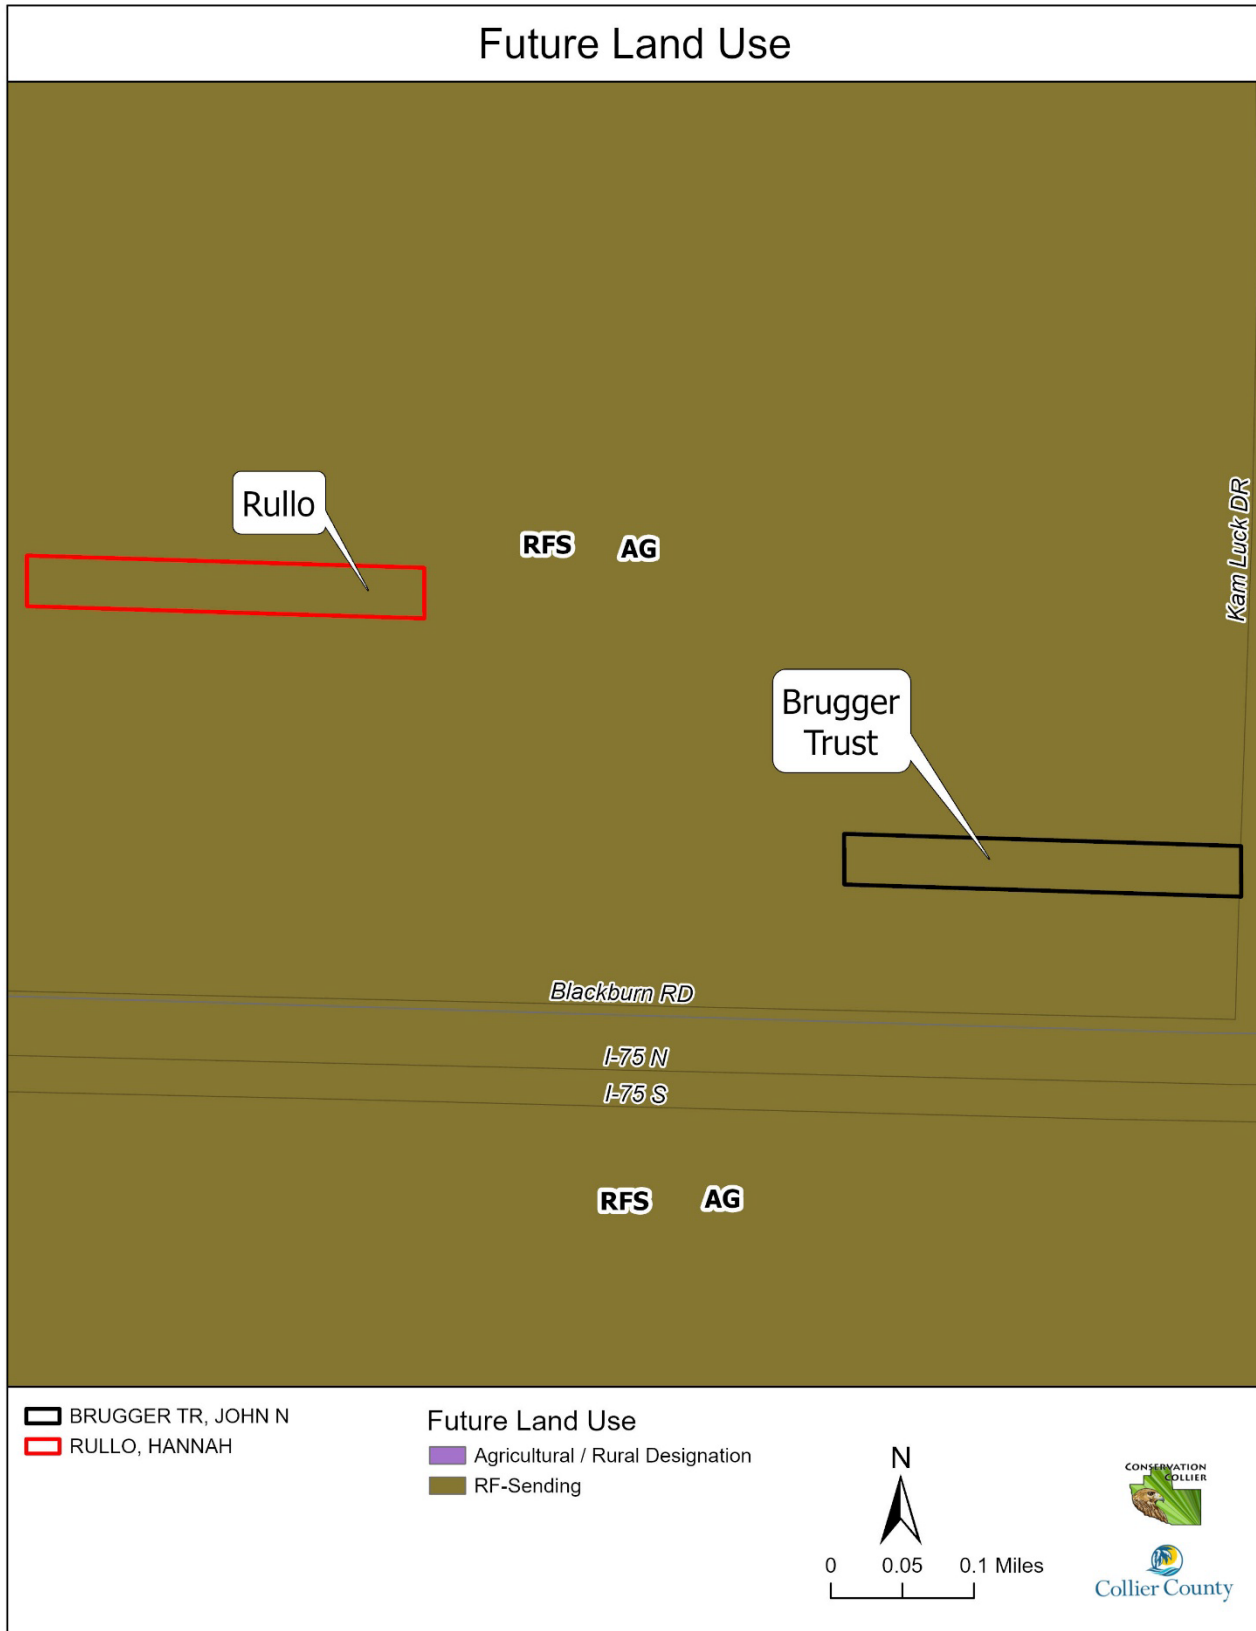 Future Land Use
Rullo
RFS AG
Kam Luck DR
Brugger
Trust
Blackburn RD
I-75 N
I-75 S
RFS AG
BRUGGER TR, JOHN N
RULLO, HANNAH
Future Land Use
Agricultural / Rural Designation
RF-Sending
N
0 0.05 0.1 Miles
CONSERVATION
COLLIER
Collier County